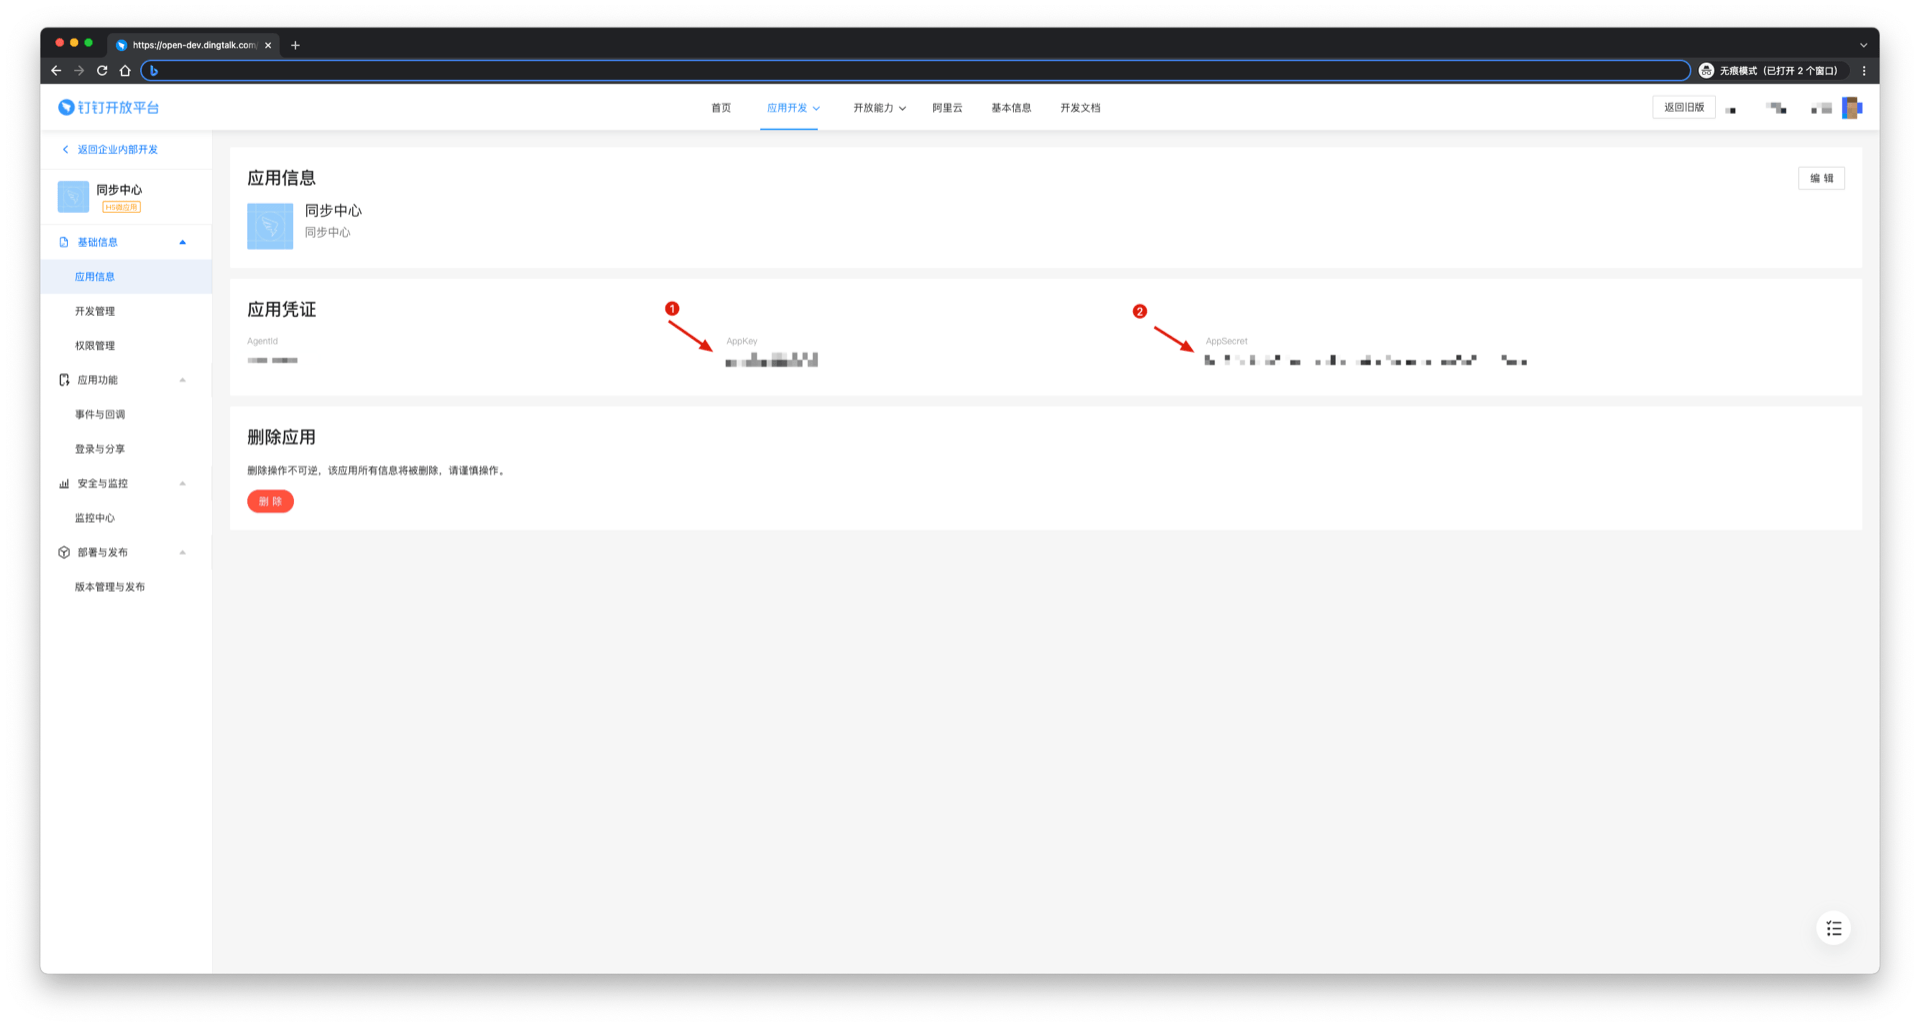 https://open-dev.dingtalk.com/
无痕模式（已打开 2 个窗口）
钉钉开放平台
首页
应用开发
开放能力
阿里云
基本信息
开发文档
返回旧版
返回企业内部开发
同步中心
H5微应用
基础信息
应用信息
开发管理
权限管理
应用功能
事件与回调
登录与分享
安全与监控
监控中心
部署与发布
版本管理与发布
应用信息
编 辑
同步中心
同步中心
应用凭证
1
2
AgentId
AppKey
AppSecret
删除应用
删除操作不可逆，该应用所有信息将被删除，请谨慎操作。
删 除